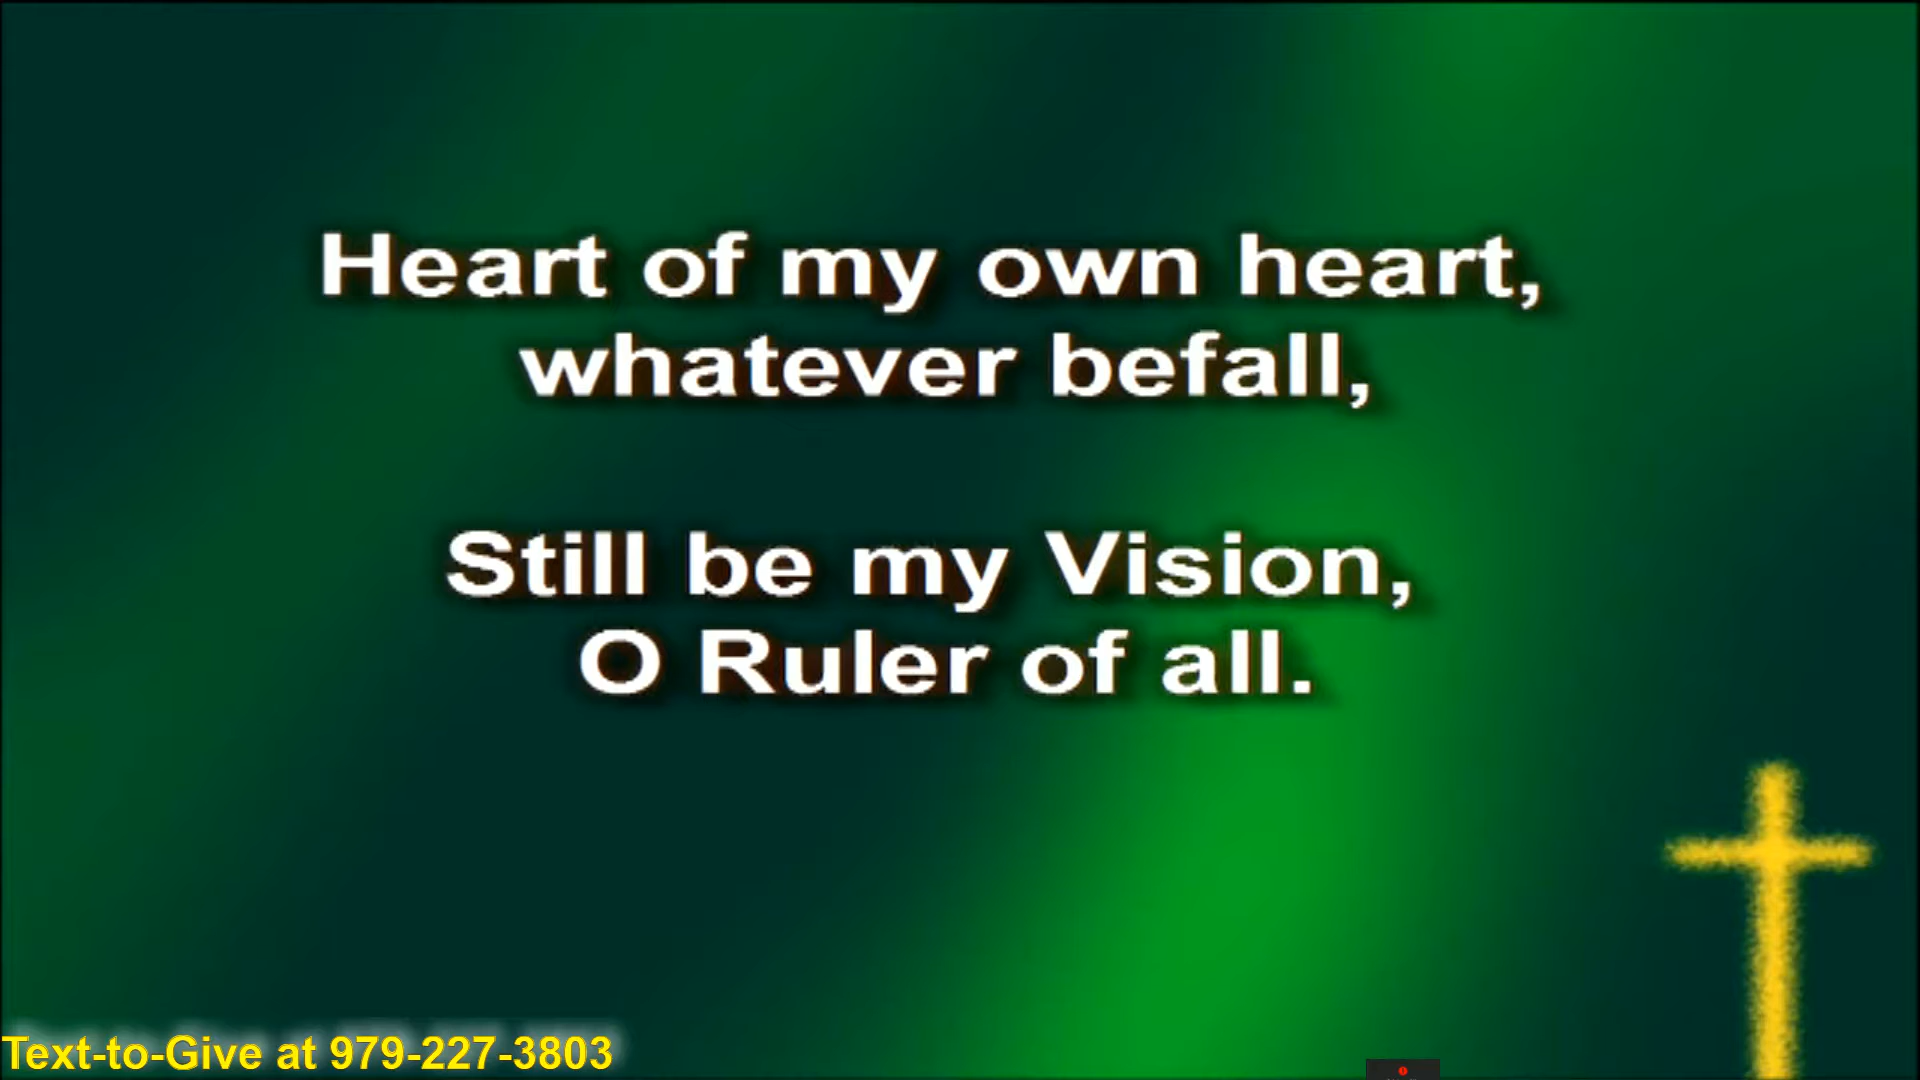 Heart of my own heart,
whatever befall,
Still be my Vision,
O Ruler of all.
Text-to-Give at 979-227-3803